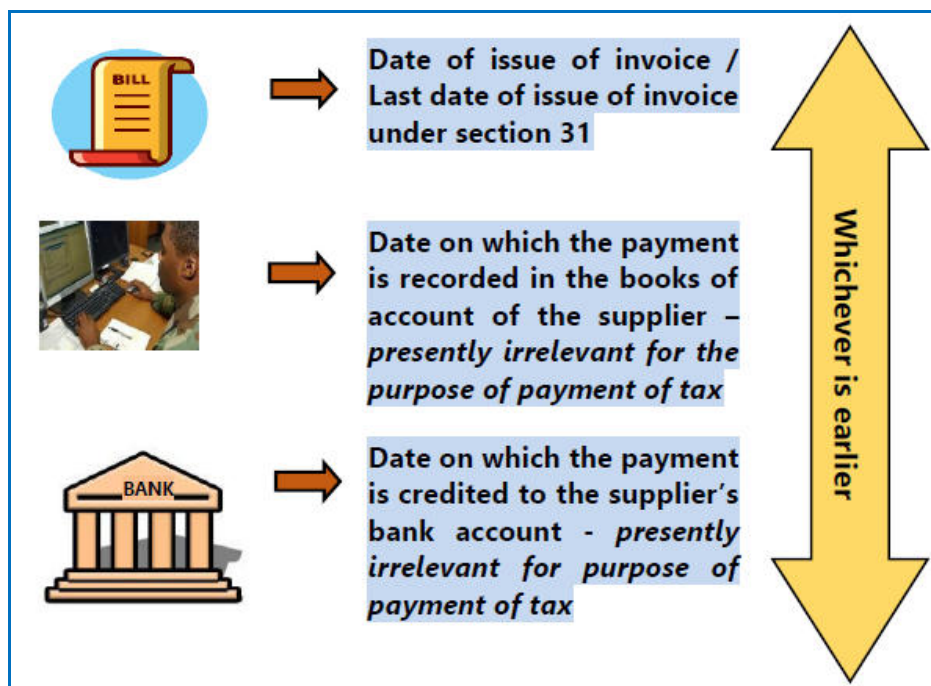 BILL
Date of issue of invoice /
Last date of issue of invoice
under section 31
Date on which the payment
is recorded in the books of
account of the supplier –
presently irrelevant for the
purpose of payment of tax
BANK
Date on which the payment
is credited to the supplier's
bank account - presently
irrelevant for purpose of
payment of tax
Whichever is earlier